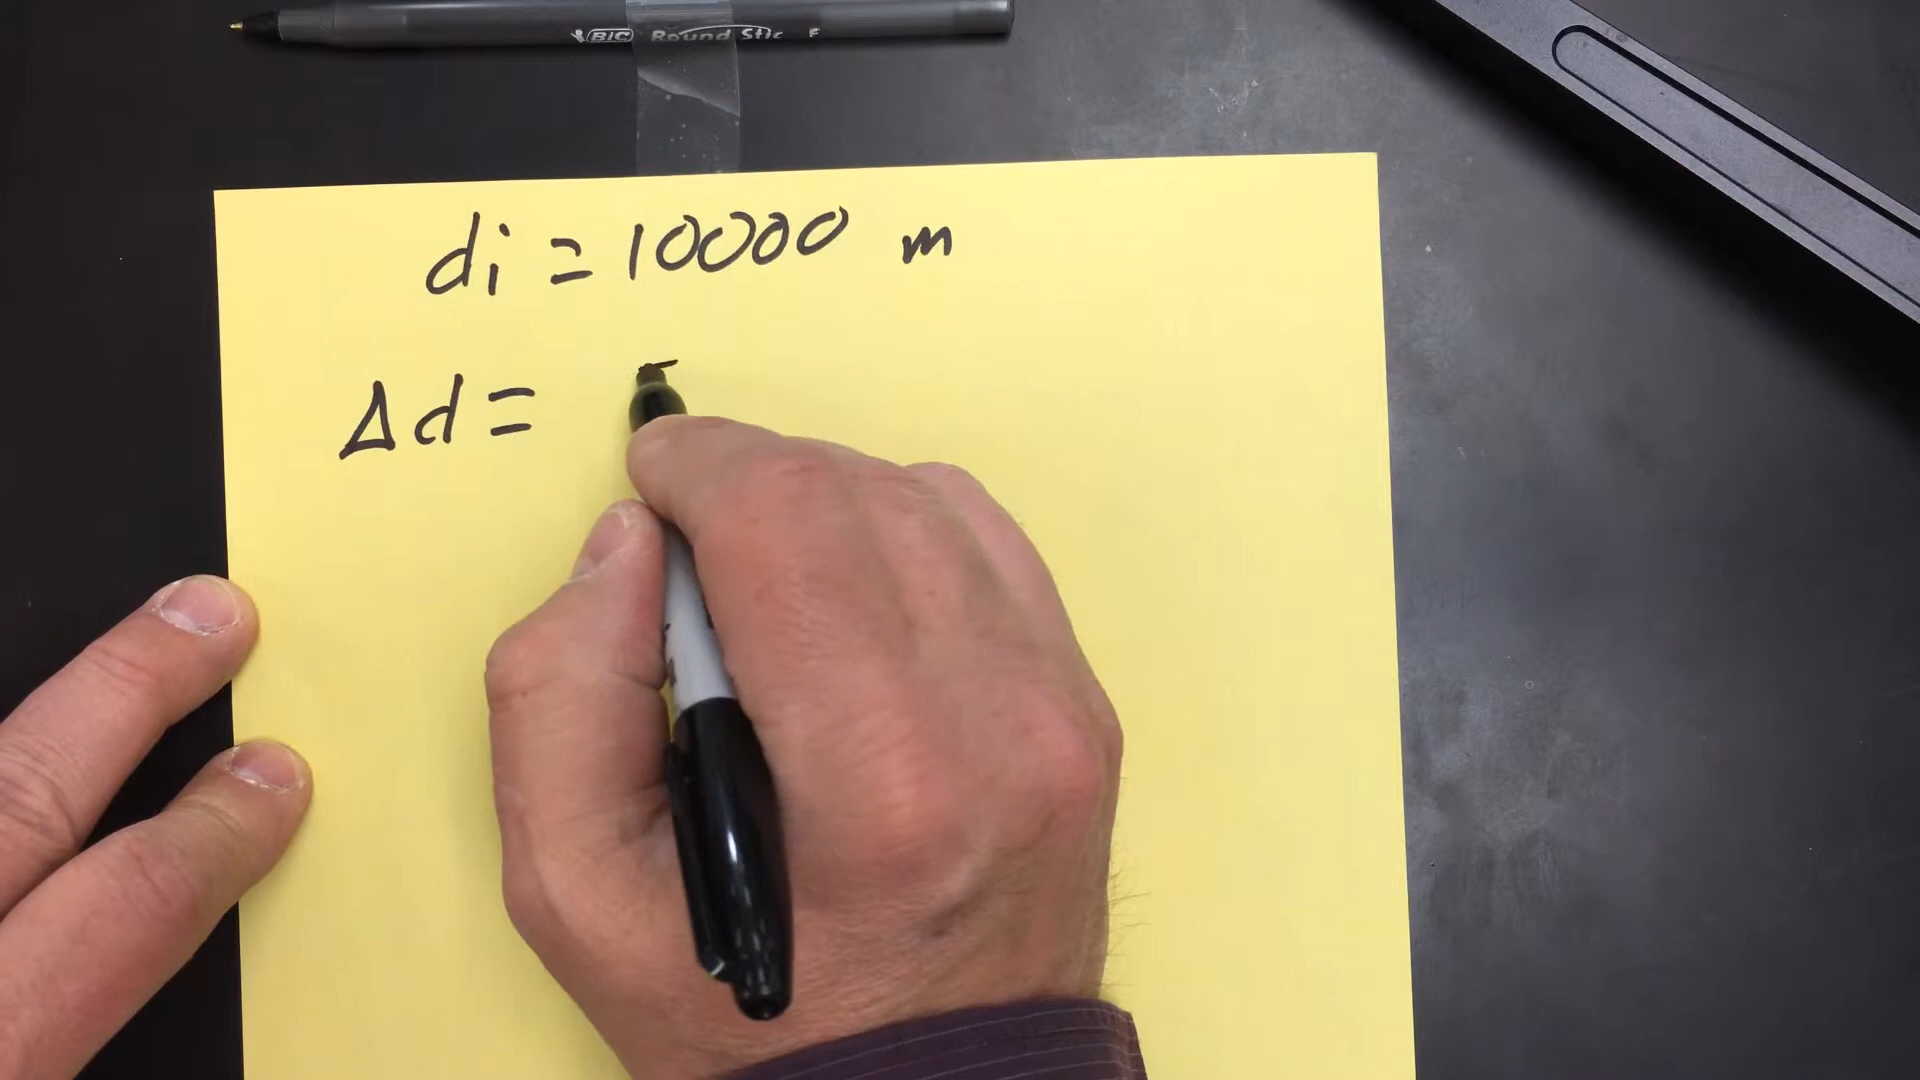 BIC Round Stic F
di = 10000 m
Δd =